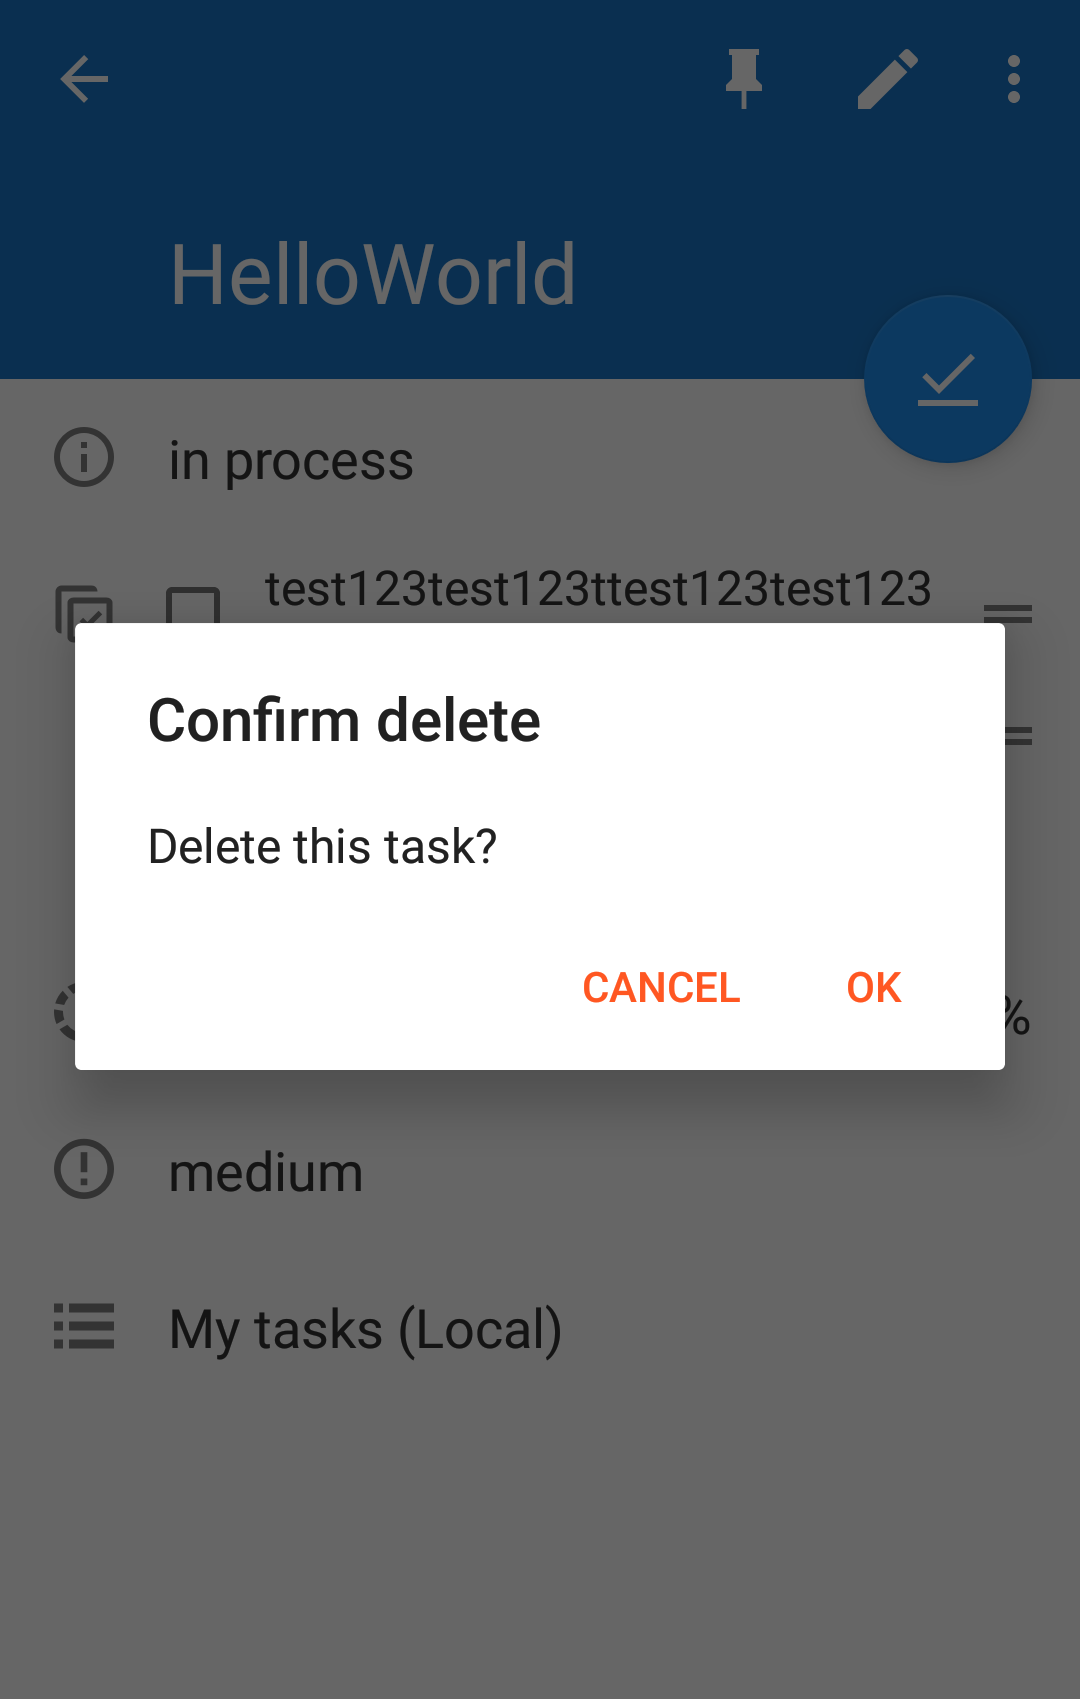 HelloWorld
in process
test123test123ttest123test123
Confirm delete
Delete this task?
CANCEL OK
%
medium
My tasks (Local)